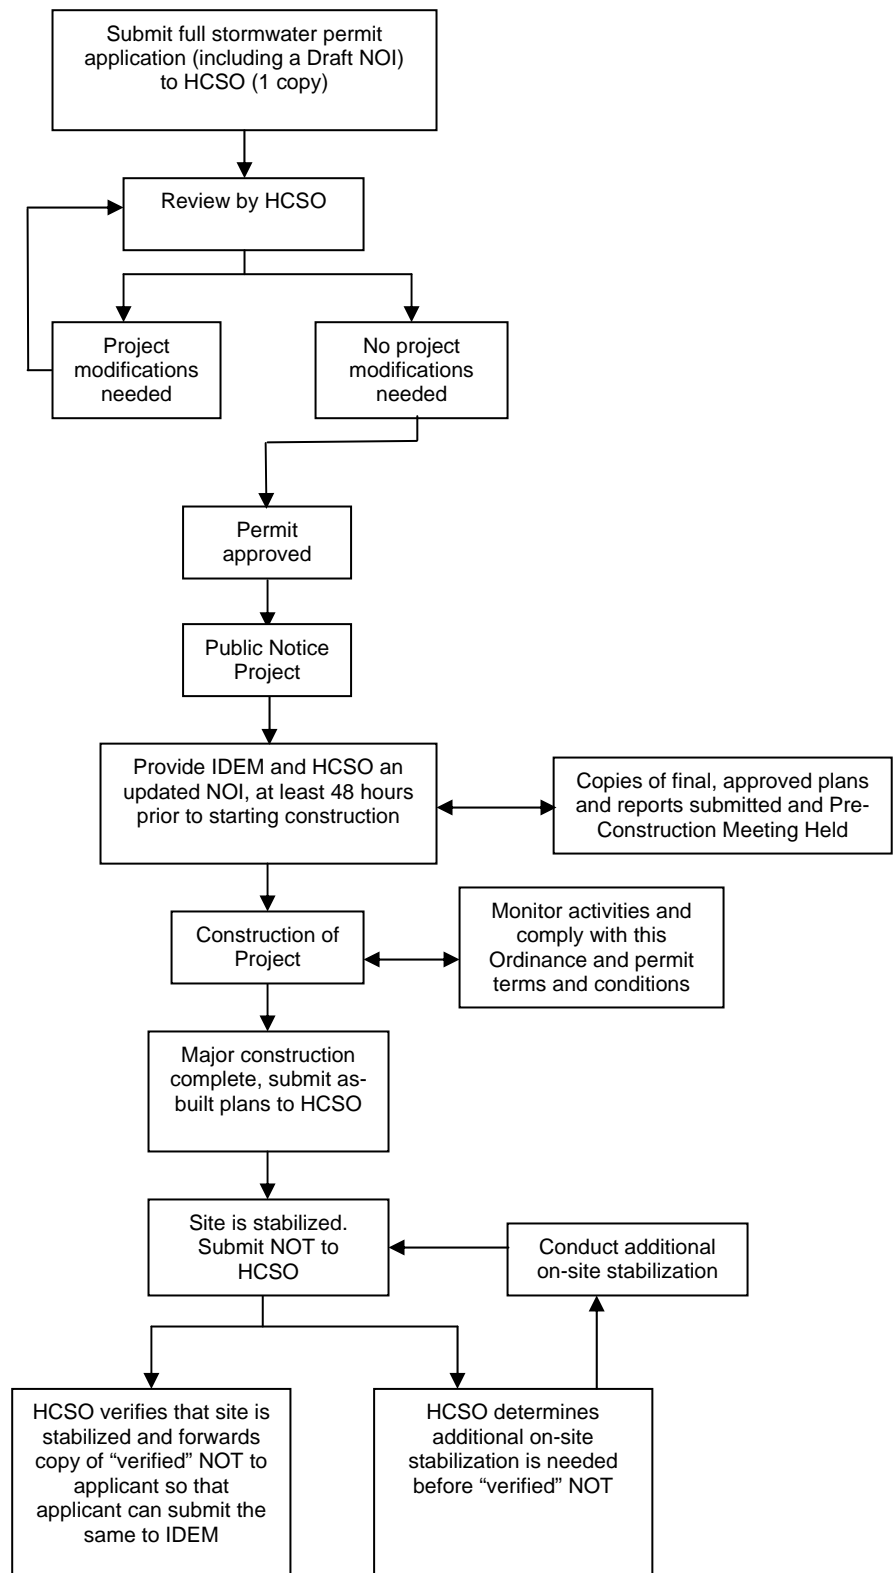 Submit full stormwater permit
application (including a Draft NOI)
to HCSO (1 copy)
Review by HCSO
Project
modifications
needed
No project
modifications
needed
Permit
approved
Public Notice
Project
Provide IDEM and HCSO an
updated NOI, at least 48 hours
prior to starting construction
Copies of final, approved plans
and reports submitted and Pre-
Construction Meeting Held
Construction of
Project
Monitor activities and
comply with this
Ordinance and permit
terms and conditions
Major construction
complete, submit as-
built plans to HCSO
Site is stabilized.
Submit NOT to
HCSO
Conduct additional
on-site stabilization
HCSO verifies that site is
stabilized and forwards
copy of “verified” NOT to
applicant so that
applicant can submit the
same to IDEM
HCSO determines
additional on-site
stabilization is needed
before “verified” NOT